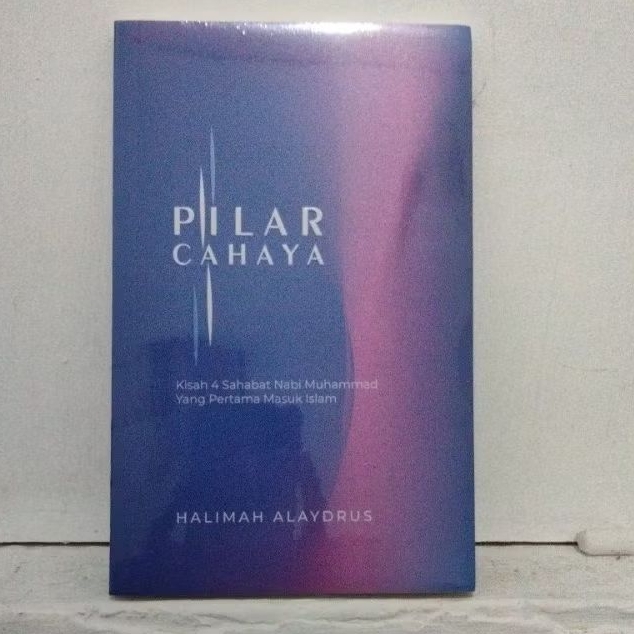 PILAR
CAHAYA
Kisah 4 Sahabat Nabi Muhammad
Yang Pertama Masuk Islam
HALIMAH ALAYDRUS